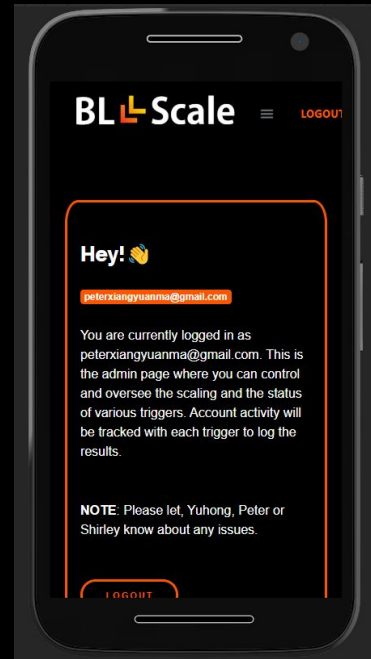 BL Scale
LOGOUT
Hey! 👋
peterxiangyuanma@gmail.com
You are currently logged in as
peterxiangyuanma@gmail.com. This is
the admin page where you can control
and oversee the scaling and the status
of various triggers. Account activity will
be tracked with each trigger to log the
results.
NOTE: Please let, Yuhong, Peter or
Shirley know about any issues.
LOGOUT